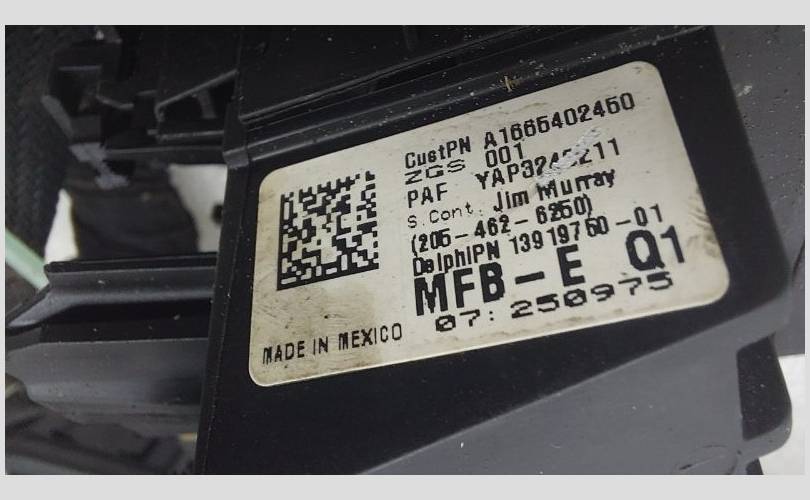 CustPN A1665402450
ZGS 001
PAF
S.Cont. Jim Murray
(205-462-6250)
DelphiPN 13919750-01
MFB-E Q1
07:250975
MADE IN MEXICO